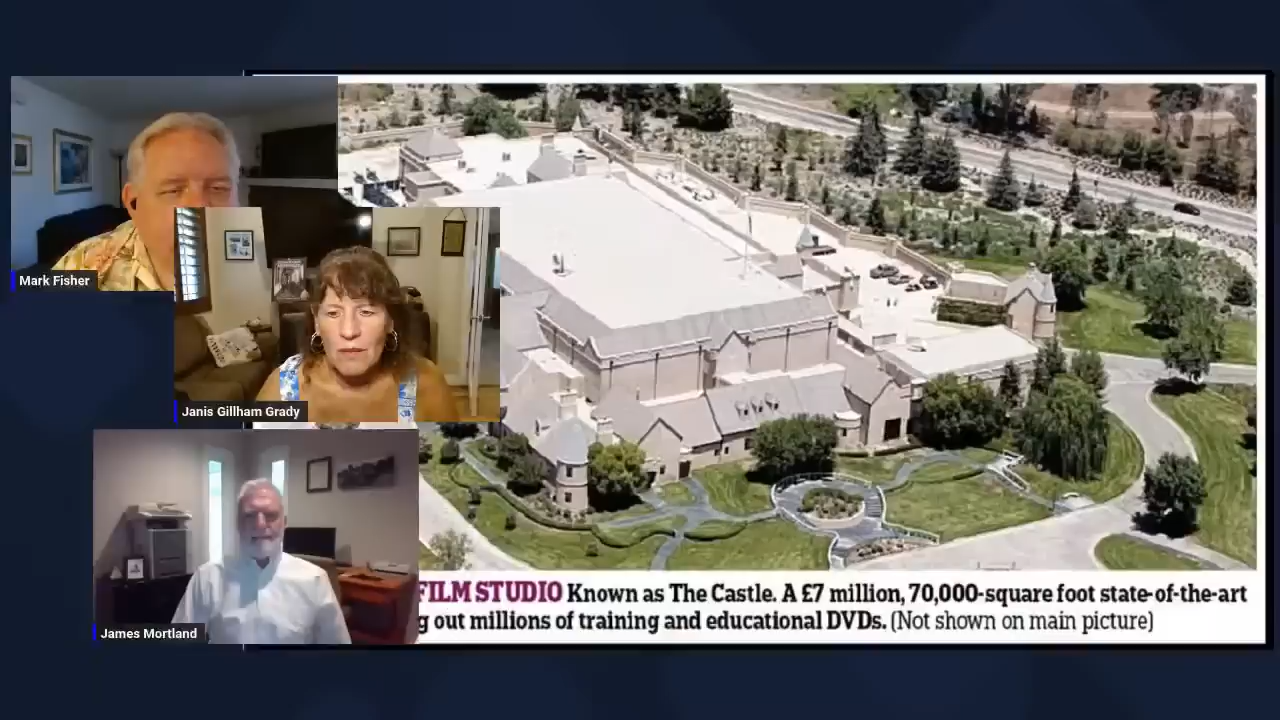 Mark Fisher
Janis Gillham Grady
James Mortland
FILM STUDIO Known as The Castle. A £7 million, 70,000-square foot state-of-the-art
g out millions of training and educational DVDs. (Not shown on main picture)